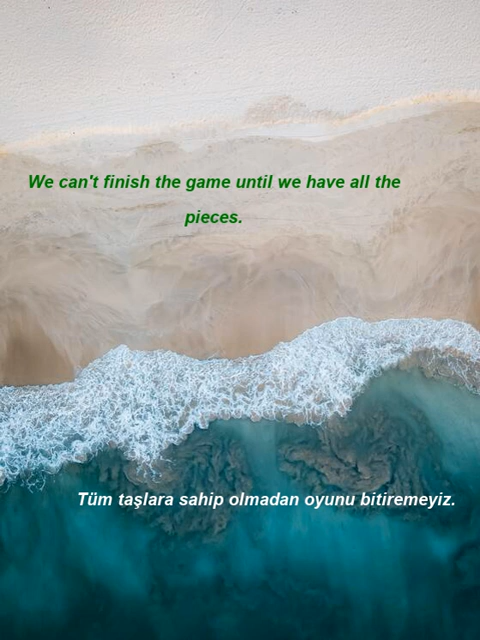 We can't finish the game until we have all the
pieces.
Tüm taşlara sahip olmadan oyunu bitiremeyiz.